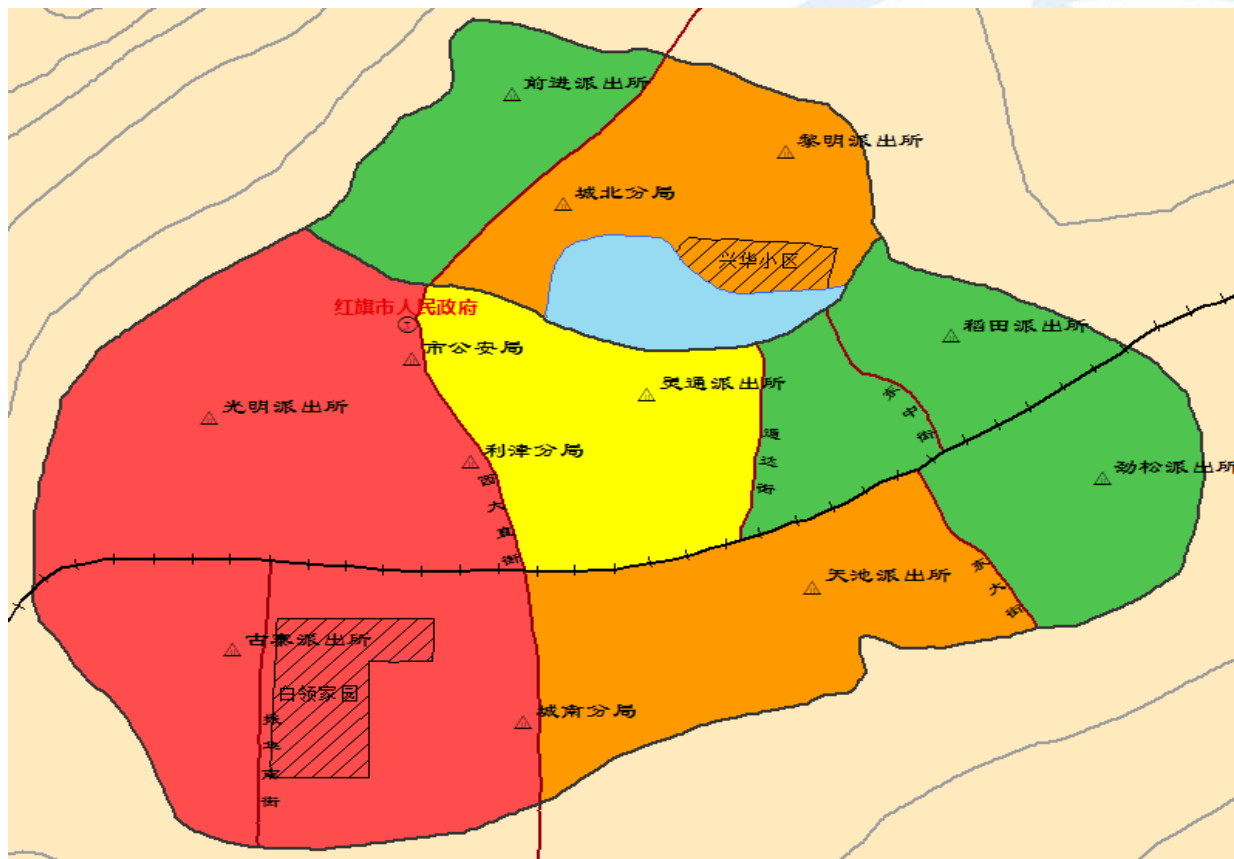 前进派出所
黎明派出所
城北分局
兴华小区
红旗市人民政府
市公安局
稻田派出所
灵通派出所
光明派出所
东中街
通达街
利津分局
西大直街
劲松派出所
天池派出所
东大街
古寨派出所
白领家园
城南分局
振华南街